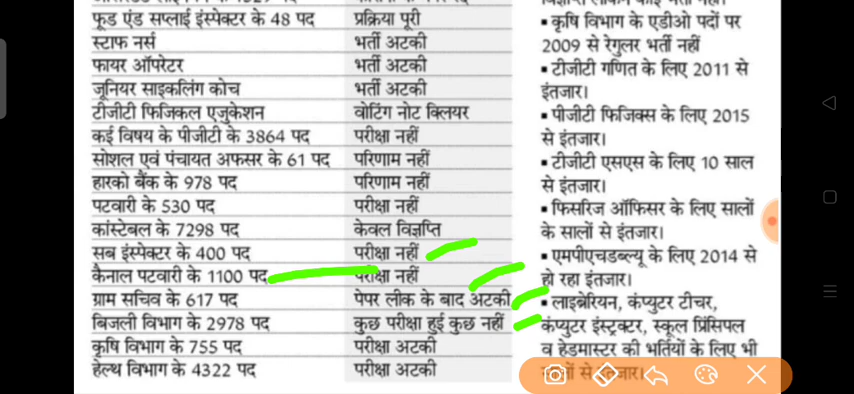 फूड एंड सप्लाई इंस्पेक्टर के 48 पद प्रक्रिया पूरी
स्टाफ नर्स भर्ती अटकी
फायर ऑपरेटर भर्ती अटकी
जूनियर साइकलिंग कोच भर्ती अटकी
टीजीटी फिजिकल एजुकेशन वोटिंग नोट क्लियर
कई विषय के पीजीटी के 3864 पद परीक्षा नहीं
सोशल एवं पंचायत अफसर के 61 पद परिणाम नहीं
हारको बैंक के 978 पद परिणाम नहीं
पटवारी के 530 पद परीक्षा नहीं
कांस्टेबल के 7298 पद केवल विज्ञप्ति
सब इंस्पेक्टर के 400 पद परीक्षा नहीं
कैनाल पटवारी के 1100 पद परीक्षा नहीं
ग्राम सचिव के 617 पद पेपर लीक के बाद अटकी
बिजली विभाग के 2978 पद कुछ परीक्षा हुई कुछ नहीं
कृषि विभाग के 755 पद परीक्षा अटकी
हेल्थ विभाग के 4322 पद परीक्षा अटकी
▪ कृषि विभाग के एडीओ पदों पर
2009 से रेगुलर भर्ती नहीं
▪ टीजीटी गणित के लिए 2011 से
इंतजार।
▪ पीजीटी फिजिक्स के लिए 2015
से इंतजार।
▪ टीजीटी एसएस के लिए 10 साल
से इंतजार।
▪ फिसरिज ऑफिसर के लिए सालों
के सालों से इंतजार।
▪ एमपीएचडब्ल्यू के लिए 2014 से
हो रहा इंतजार।
▪ लाइब्रेरियन, कंप्यूटर टीचर,
कंप्यूटर इंस्ट्रक्टर, स्कूल प्रिंसिपल
व हेडमास्टर की भर्तियों के लिए भी
से इंतजार।